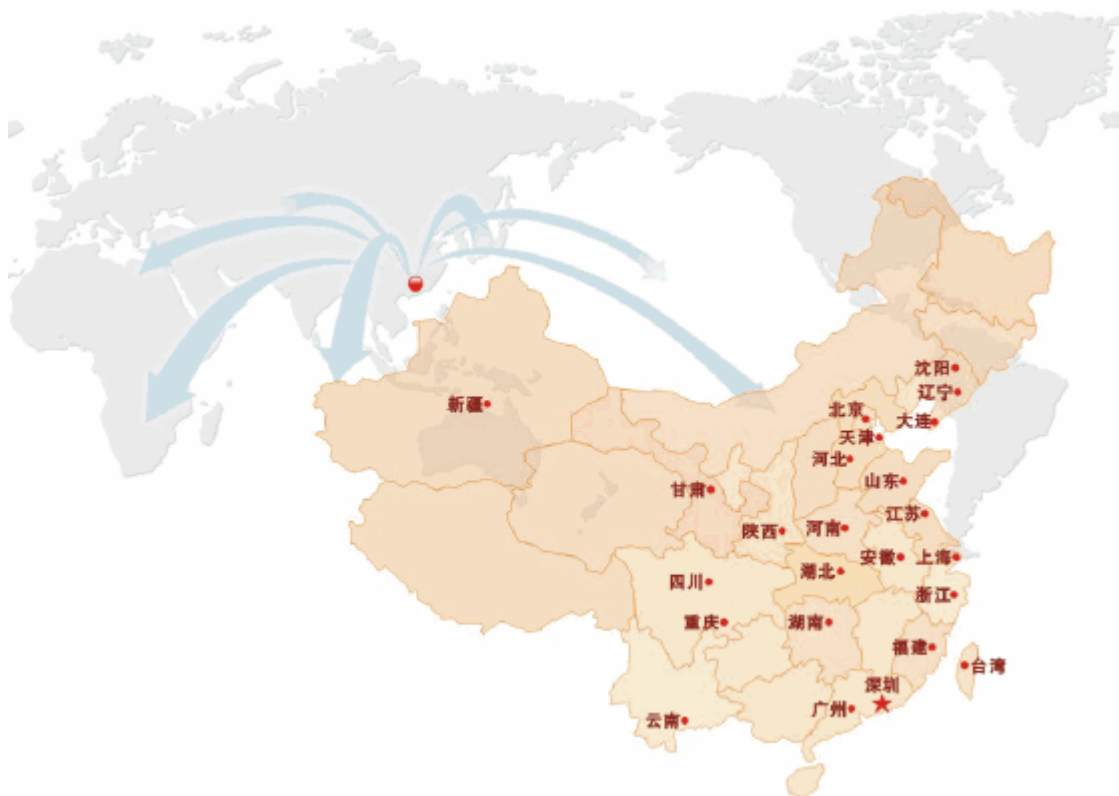 沈阳
辽宁
北京
大连
新疆
天津
河北
山东
甘肃
江苏
陕西
河南
安徽
上海
湖北
四川
浙江
重庆
湖南
福建
台湾
深圳
广州
云南